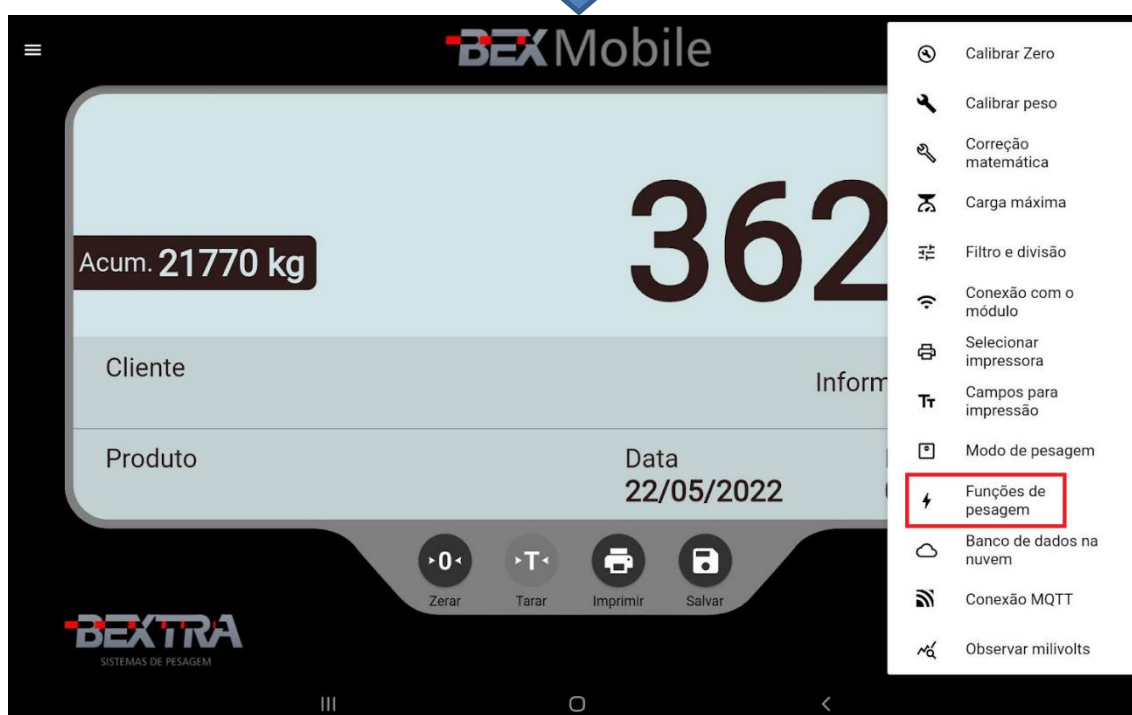 BEX Mobile
Calibrar Zero
Calibrar peso
Correção
matemática
Carga máxima
Filtro e divisão
Conexão com o
módulo
Selecionar
impressora
Campos para
impressão
Modo de pesagem
Funções de
pesagem
Banco de dados na
nuvem
Conexão MQTT
Observar milivolts
362
Acum. 21770 kg
Cliente
Inform
Produto
Data
22/05/2022
0
T
Zerar
Tarar
Imprimir
Salvar
BEXTRA
SISTEMAS DE PESAGEM